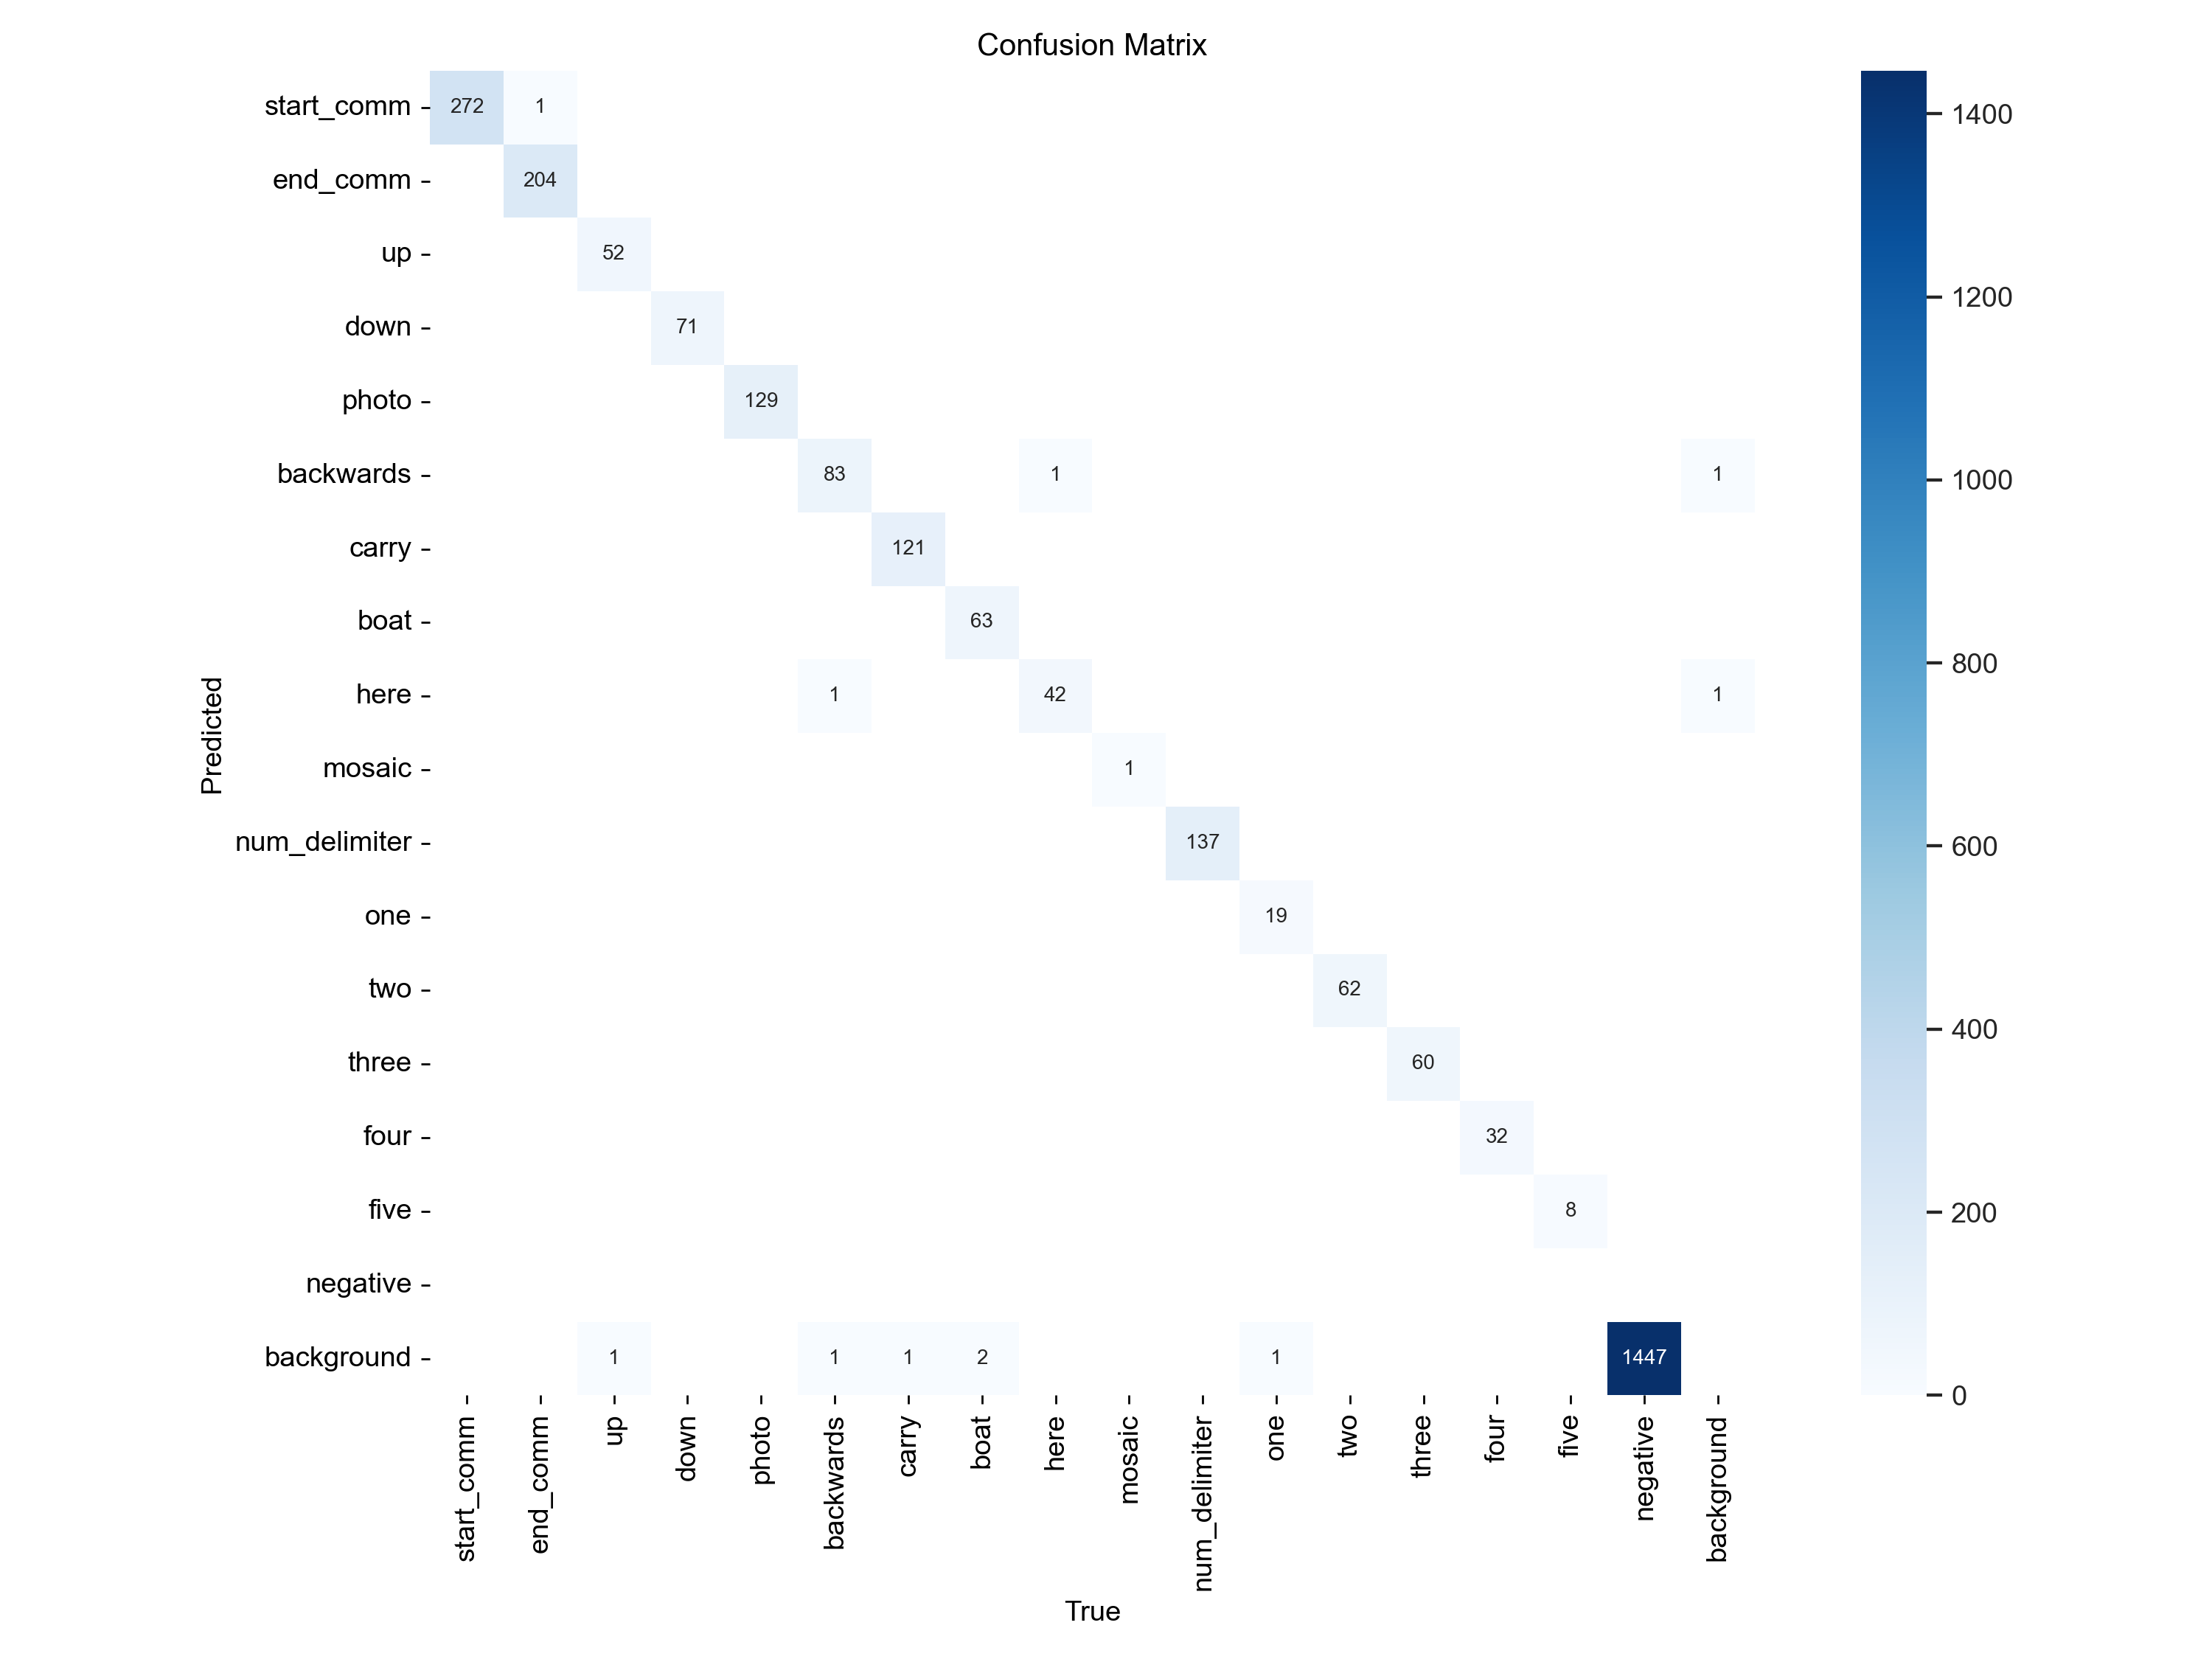 Confusion Matrix
start_comm 272 1
end_comm 204
up 52
down 71
photo 129
backwards 83 1 1
carry 121
boat 63
here 1 42 1
mosaic 1
num_delimiter 137
one 19
two 62
three 60
four 32
five 8
negative
background 1 1 1 2 1 1447
Predicted
start_comm
end_comm
up
down
photo
backwards
carry
boat
here
mosaic
num_delimiter
one
two
three
four
five
negative
background
True
1400
1200
1000
800
600
400
200
0